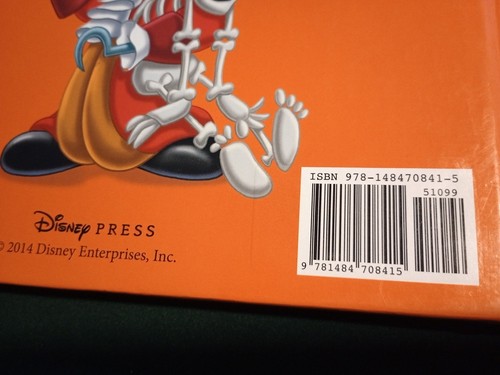 ISBN 978-148470841-5
51099
9 781484 708415
Disney PRESS
© 2014 Disney Enterprises, Inc.